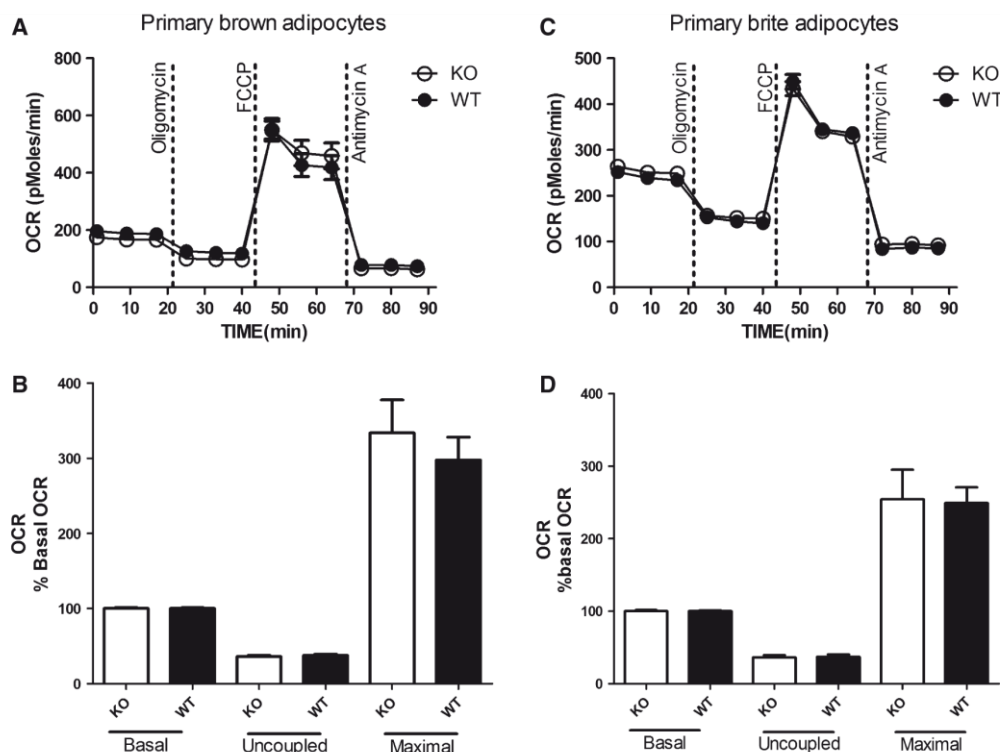 A
Primary brown adipocytes
OCR (pMoles/min)
800
600
400
200
0
Oligomycin
FCCP
Antimycin A
KO
WT
0 10 20 30 40 50 60 70 80 90
TIME(min)
C
Primary brite adipocytes
OCR (pMoles/min)
500
400
300
200
100
0
Oligomycin
FCCP
Antimycin A
KO
WT
0 10 20 30 40 50 60 70 80 90
TIME(min)
B
OCR
% Basal OCR
400
300
200
100
0
KO WT KO WT KO WT
Basal Uncoupled Maximal
D
OCR
%basal OCR
400
300
200
100
0
KO WT KO WT KO WT
Basal Uncoupled Maximal